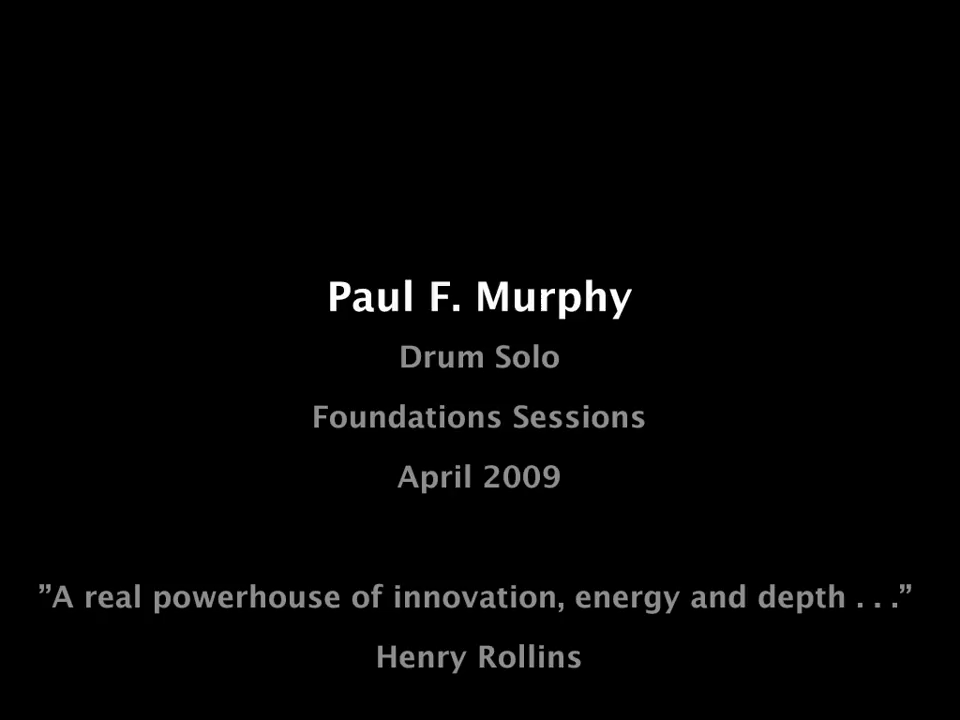 Paul F. Murphy
Drum Solo
Foundations Sessions
April 2009
”A real powerhouse of innovation, energy and depth . . .”
Henry Rollins